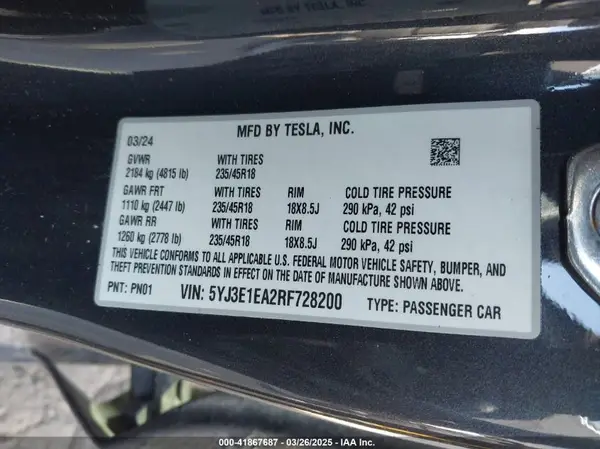 MFD BY TESLA, INC.
MFD BY TESLA, INC.
03/24
GVWR WITH TIRES
2184 kg (4815 lb) 235/45R18
GAWR FRT WITH TIRES RIM COLD TIRE PRESSURE
1110 kg (2447 lb) 235/45R18 18X8.5J 290 kPa, 42 psi
GAWR RR WITH TIRES RIM COLD TIRE PRESSURE
1260 kg (2778 lb) 235/45R18 18X8.5J 290 kPa, 42 psi
THIS VEHICLE CONFORMS TO ALL APPLICABLE U.S. FEDERAL MOTOR VEHICLE SAFETY, BUMPER, AND
THEFT PREVENTION STANDARDS IN EFFECT ON THE DATE OF MANUFACTURE SHOWN ABOVE.
PNT: PN01 VIN: 5YJ3E1EA2RF728200 TYPE: PASSENGER CAR
000-41867687 - 03/26/2025 - IAA Inc.